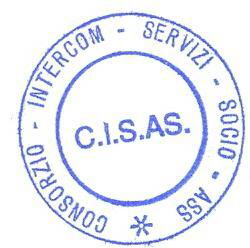 CONSORZIO - INTERCOM - SERVIZI - SOCIO - ASS
C.I.S.AS.